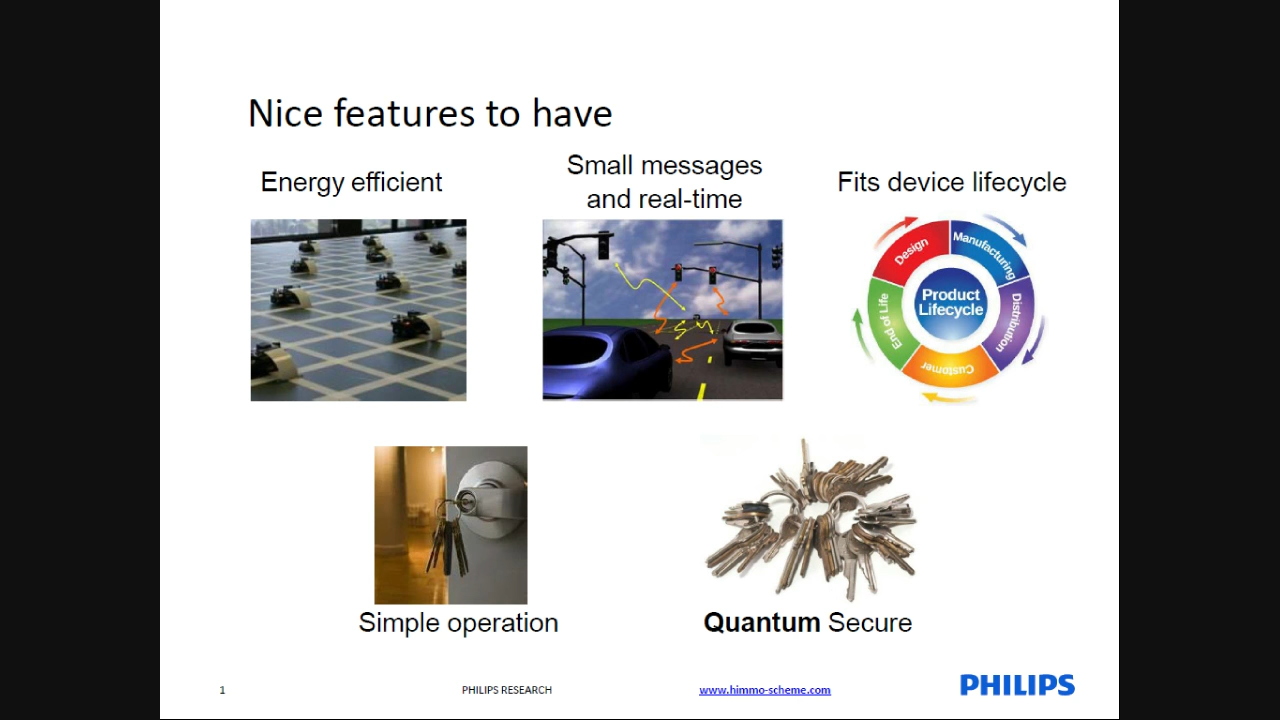 Nice features to have
Energy efficient
Small messages
and real-time
Fits device lifecycle
Design
Manufacturing
Distribution
Customer
End of Life
Product
Lifecycle
Simple operation
Quantum Secure
1
PHILIPS RESEARCH
www.himmo-scheme.com
PHILIPS